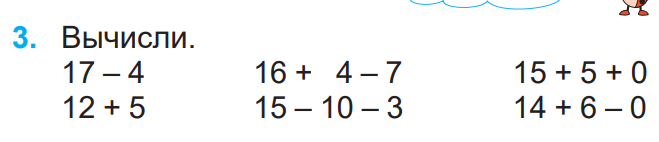 3. Вычисли.
17 – 4 16 + 4 – 7 15 + 5 + 0
12 + 5 15 – 10 – 3 14 + 6 – 0